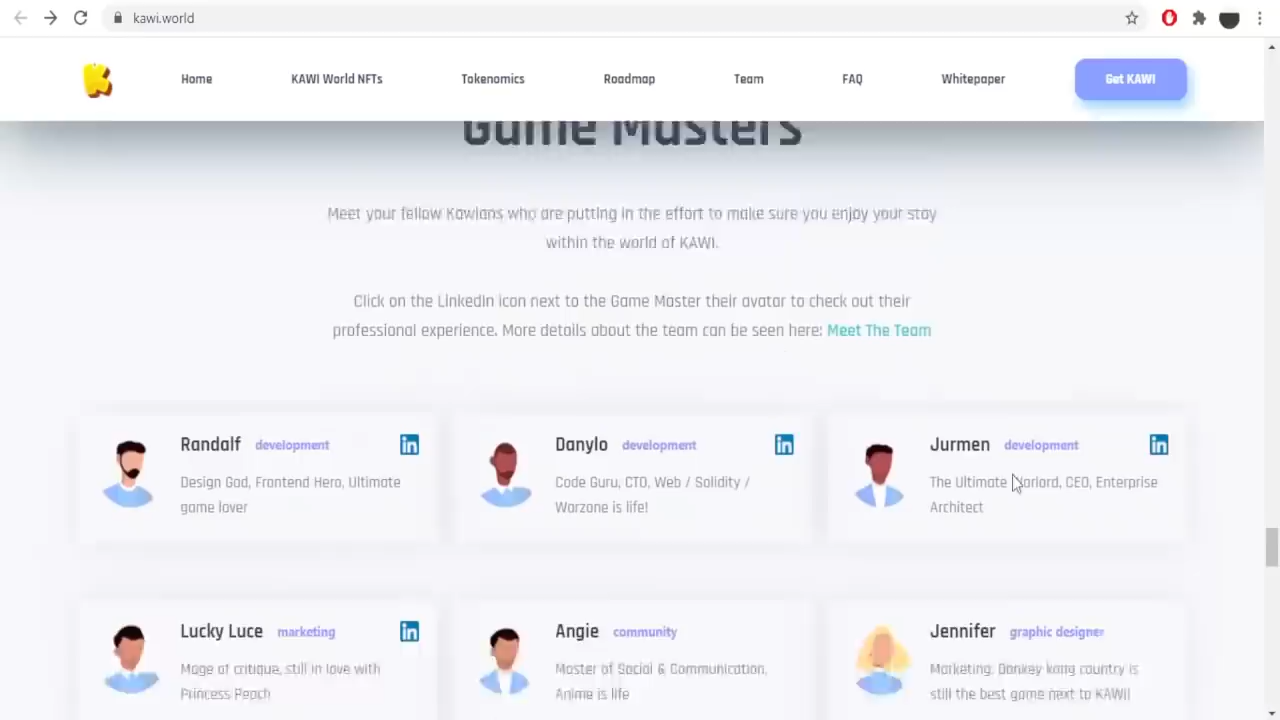 kawi.world
Home KAWI World NFTs Tokenomics Roadmap Team FAQ Whitepaper Get KAWI
Game Masters
Meet your fellow Kawians who are putting in the effort to make sure you enjoy your stay
within the world of KAWI.
Click on the LinkedIn icon next to the Game Master their avatar to check out their
professional experience. More details about the team can be seen here: Meet The Team
Randalf development in
Design God, Frontend Hero, Ultimate
game lover
Danylo development in
Code Guru, CTO, Web / Solidity /
Warzone is life!
Jurmen development in
The Ultimate Warlord, CEO, Enterprise
Architect
Lucky Luce marketing in
Mage of critique, still in love with
Princess Peach
Angie community
Master of Social & Communication,
Anime is life
Jennifer graphic designer
Marketing. Donkey kong country is
still the best game next to KAWI!